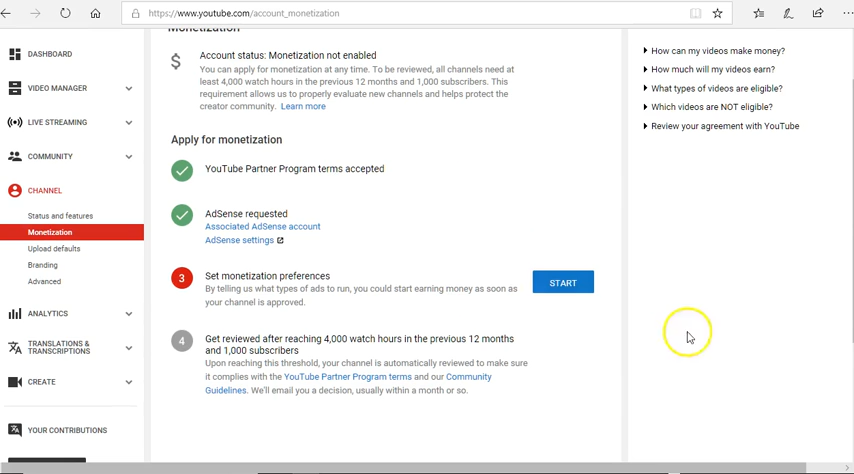 https://www.youtube.com/account_monetization
Monetization
DASHBOARD
VIDEO MANAGER
LIVE STREAMING
COMMUNITY
CHANNEL
Status and features
Monetization
Upload defaults
Branding
Advanced
ANALYTICS
TRANSLATIONS &
TRANSCRIPTIONS
CREATE
YOUR CONTRIBUTIONS
$
Account status: Monetization not enabled
You can apply for monetization at any time. To be reviewed, all channels need at
least 4,000 watch hours in the previous 12 months and 1,000 subscribers. This
requirement allows us to properly evaluate new channels and helps protect the
creator community. Learn more
Apply for monetization
YouTube Partner Program terms accepted
AdSense requested
Associated AdSense account
AdSense settings
3
Set monetization preferences
By telling us what types of ads to run, you could start earning money as soon as
your channel is approved.
START
4
Get reviewed after reaching 4,000 watch hours in the previous 12 months
and 1,000 subscribers
Upon reaching this threshold, your channel is automatically reviewed to make sure
it complies with the YouTube Partner Program terms and our Community
Guidelines. We'll email you a decision, usually within a month or so.
How can my videos make money?
How much will my videos earn?
What types of videos are eligible?
Which videos are NOT eligible?
Review your agreement with YouTube